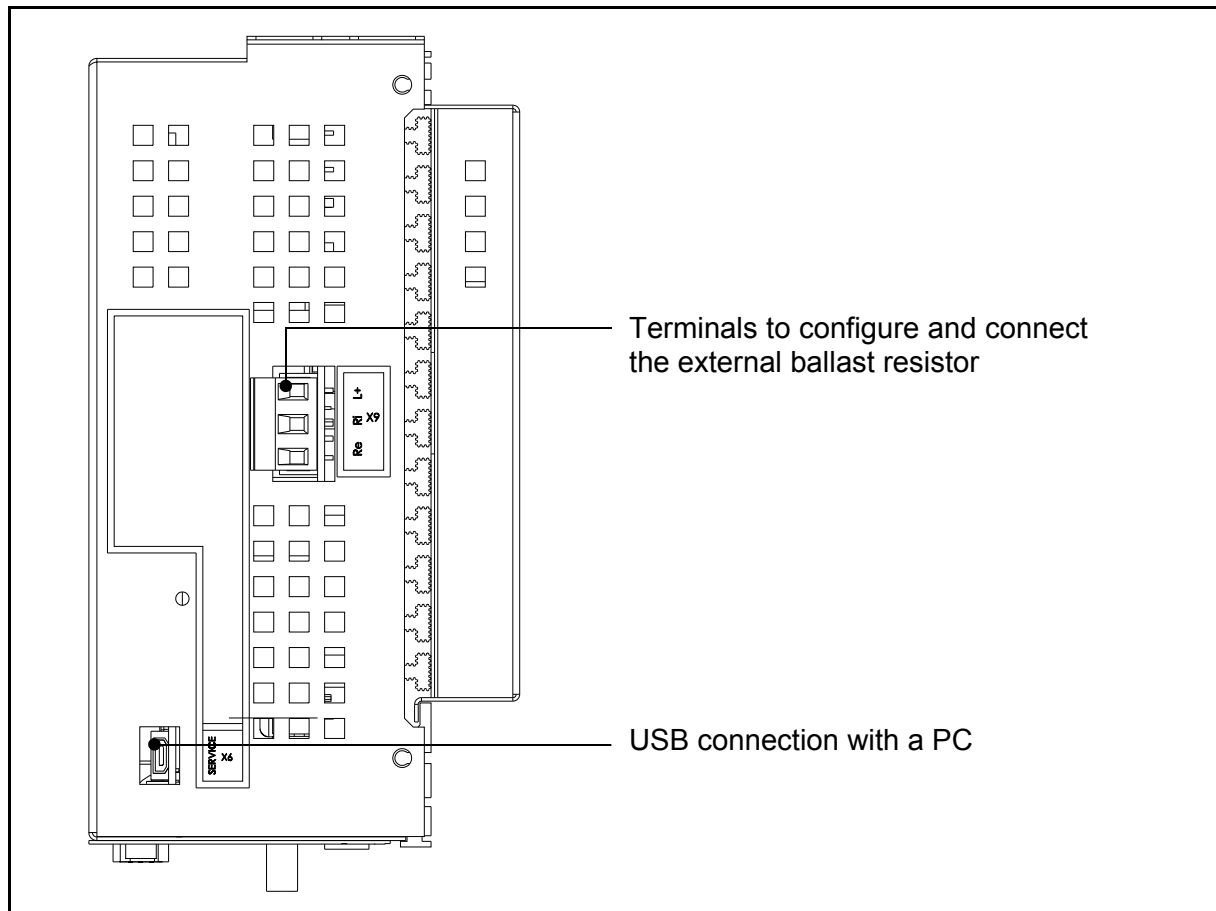 Terminals to configure and connect
the external ballast resistor
L+
Ri
X9
Re
USB connection with a PC
SERVICE
X6